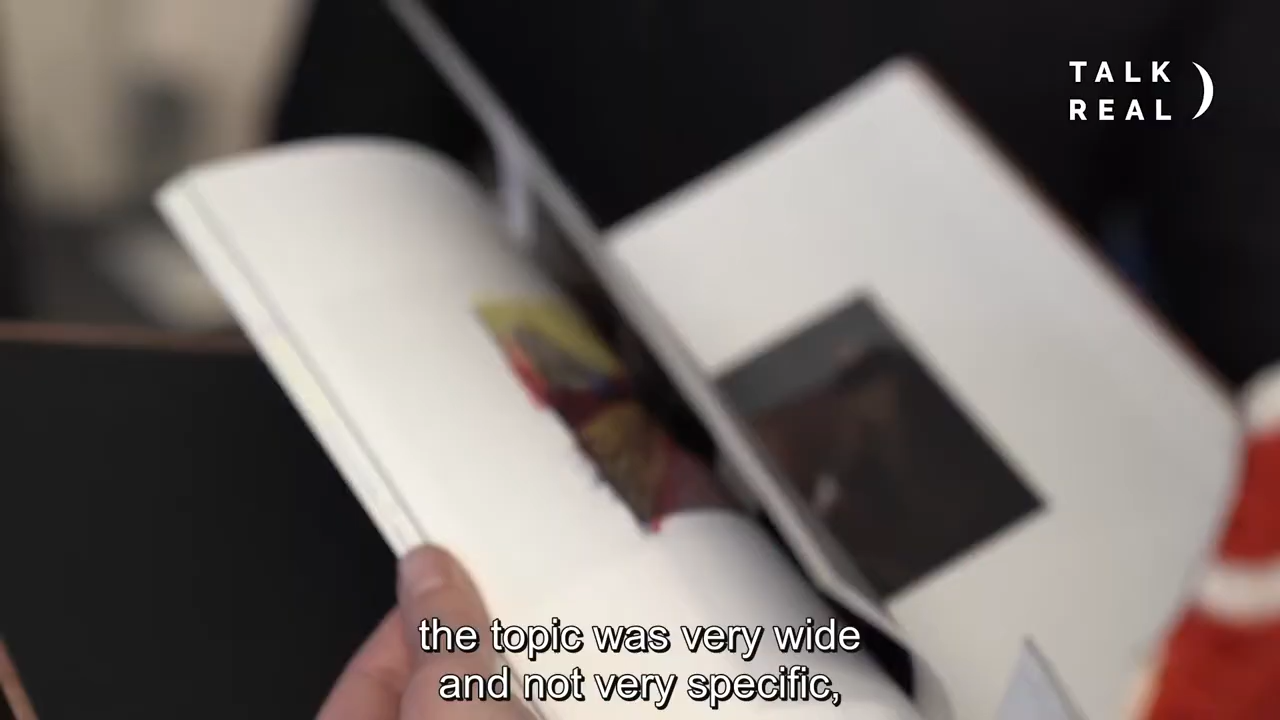 TALK
REAL
the topic was very wide
and not very specific,